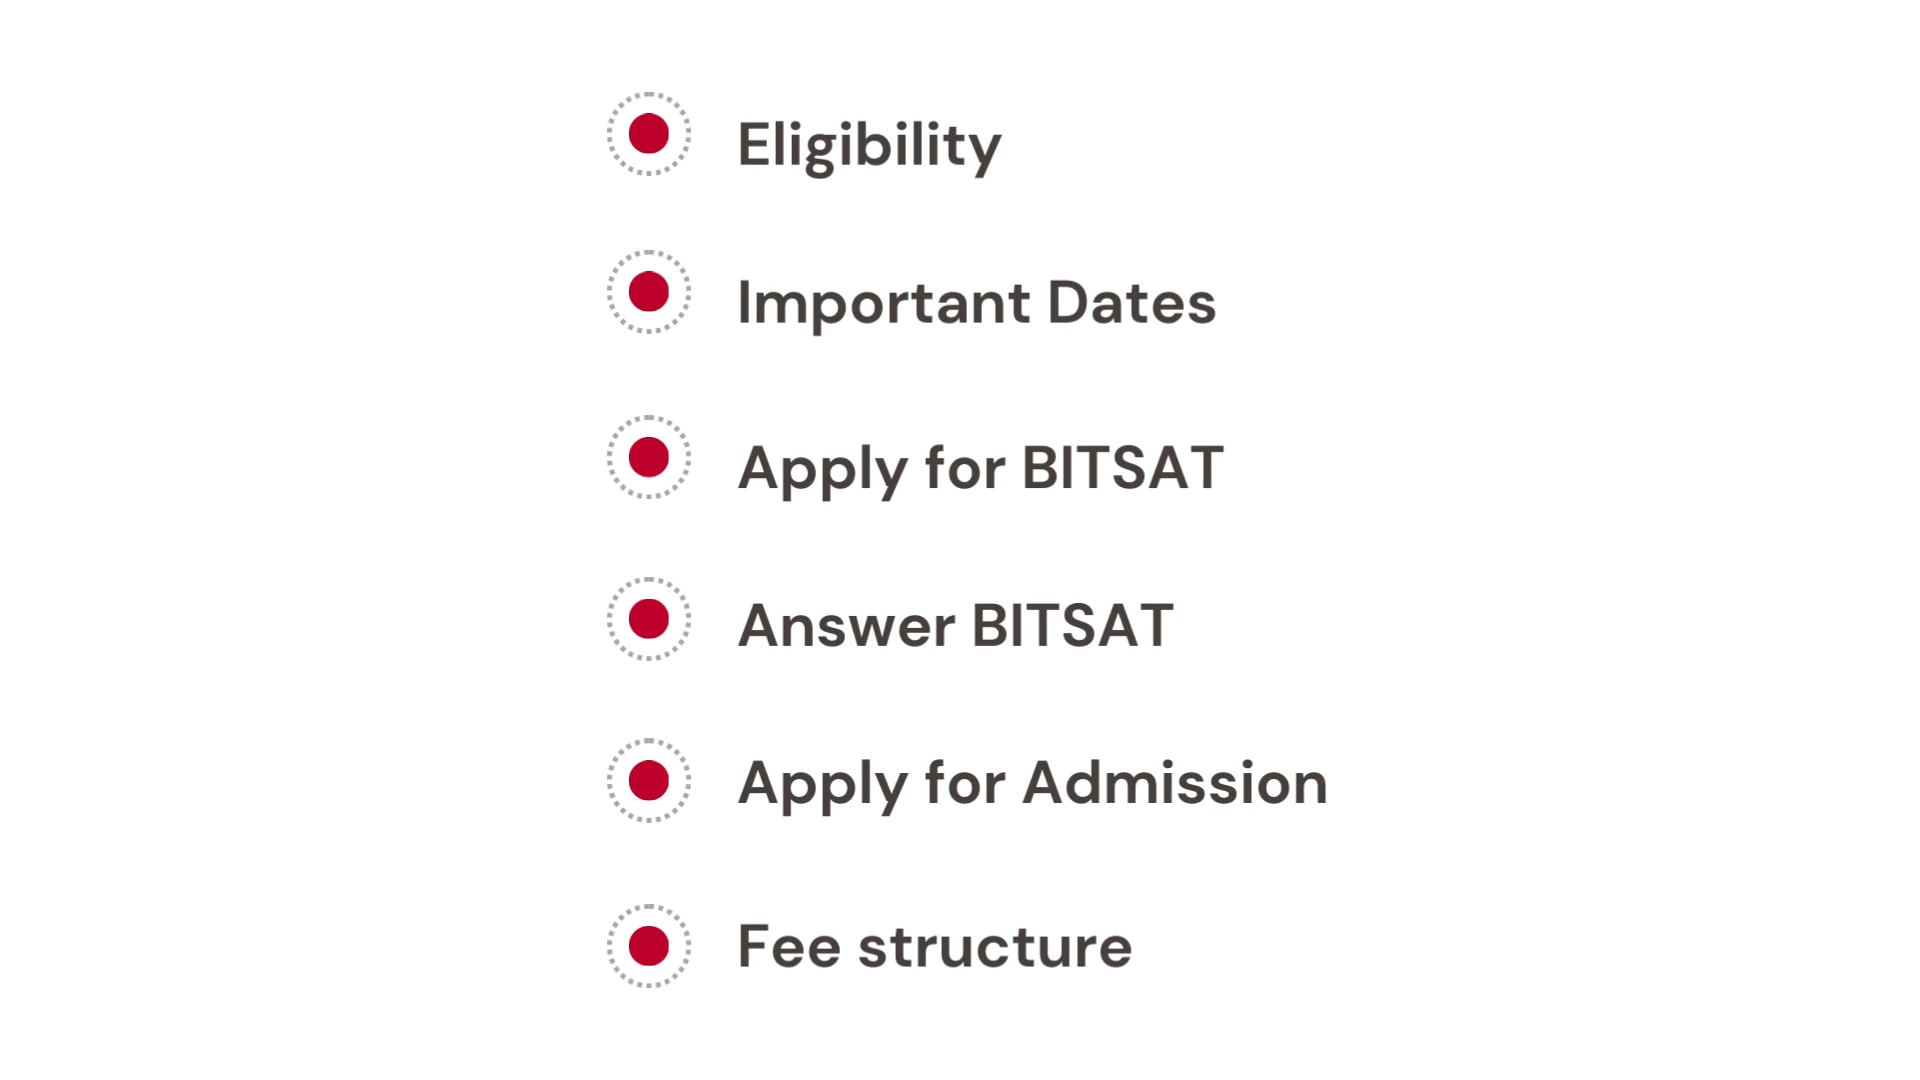 Eligibility
Important Dates
Apply for BITSAT
Answer BITSAT
Apply for Admission
Fee structure